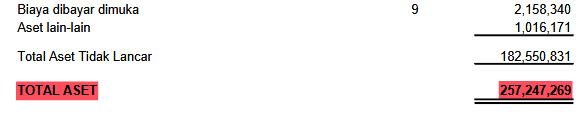 Biaya dibayar dimuka 9 2,158,340
Aset lain-lain 1,016,171
Total Aset Tidak Lancar 182,550,831
TOTAL ASET 257,247,269